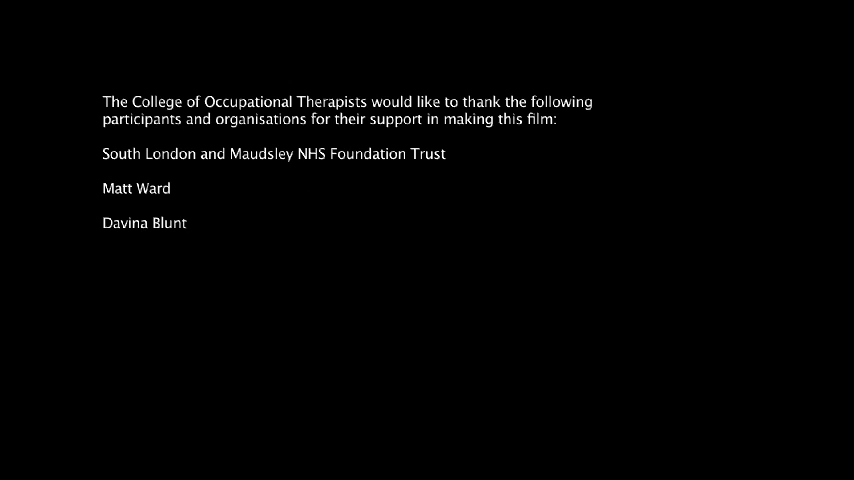 The College of Occupational Therapists would like to thank the following
participants and organisations for their support in making this film:
South London and Maudsley NHS Foundation Trust
Matt Ward
Davina Blunt